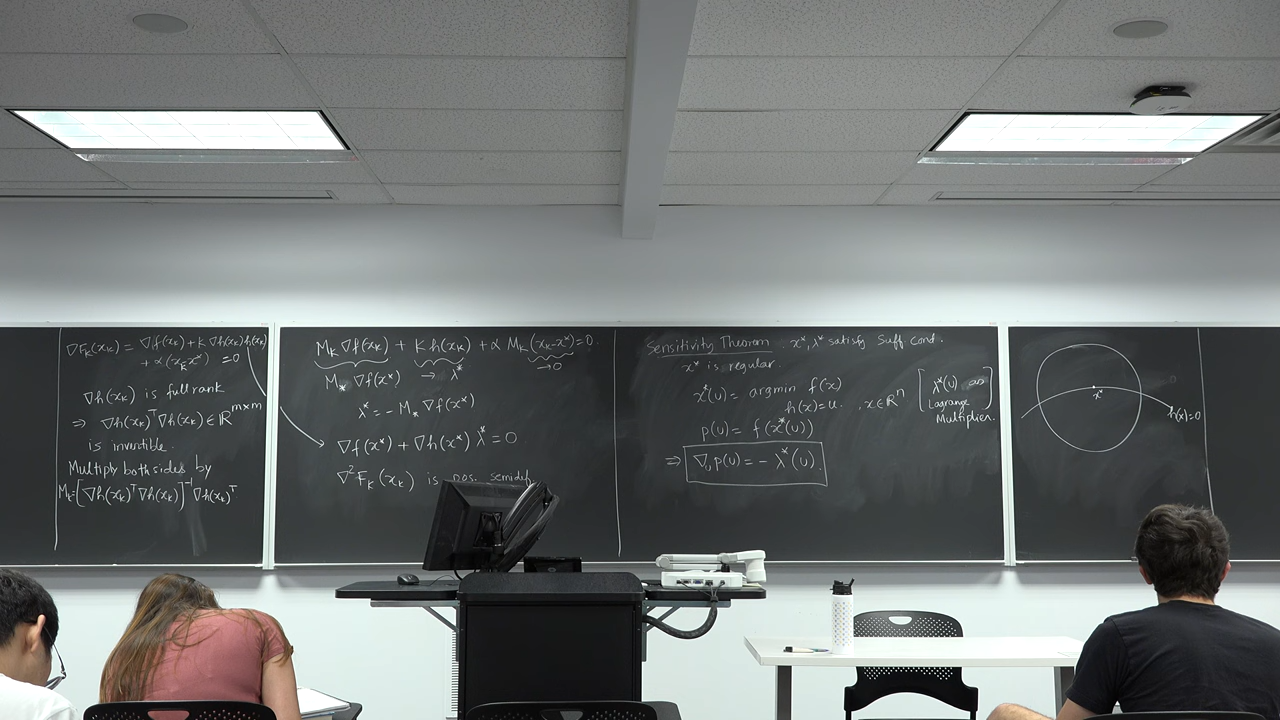 ∇F_K(x_K) = ∇f(x_K) + K ∇h(x_K) h(x_K)
+ α (x_K - x*) = 0
∇h(x_K) is full rank
⇒ ∇h(x_K)^T ∇h(x_K) ∈ ℝ^{m×m}
is invertible.
Multiply both sides by
M_K = [∇h(x_K)^T ∇h(x_K)]^{-1} ∇h(x_K)^T
M_K ∇f(x_K) + K h(x_K) + α M_K (x_K - x*) = 0.
M_* ∇f(x*) → λ* → 0
λ* = - M_* ∇f(x*)
∇f(x*) + ∇h(x*) λ* = 0
∇²F_K(x_K) is pos. semidif
Sensitivity Theorem. x*, λ* satisfy Suff. cond.
x* is regular.
x*(u) = argmin f(x)
h(x)=u. , x ∈ ℝ^n
[λ*(u) as
Lagrange
Multiplier.]
p(u) = f(x*(u))
⇒ ∇_u p(u) = - λ*(u).
x*
h(x)=0